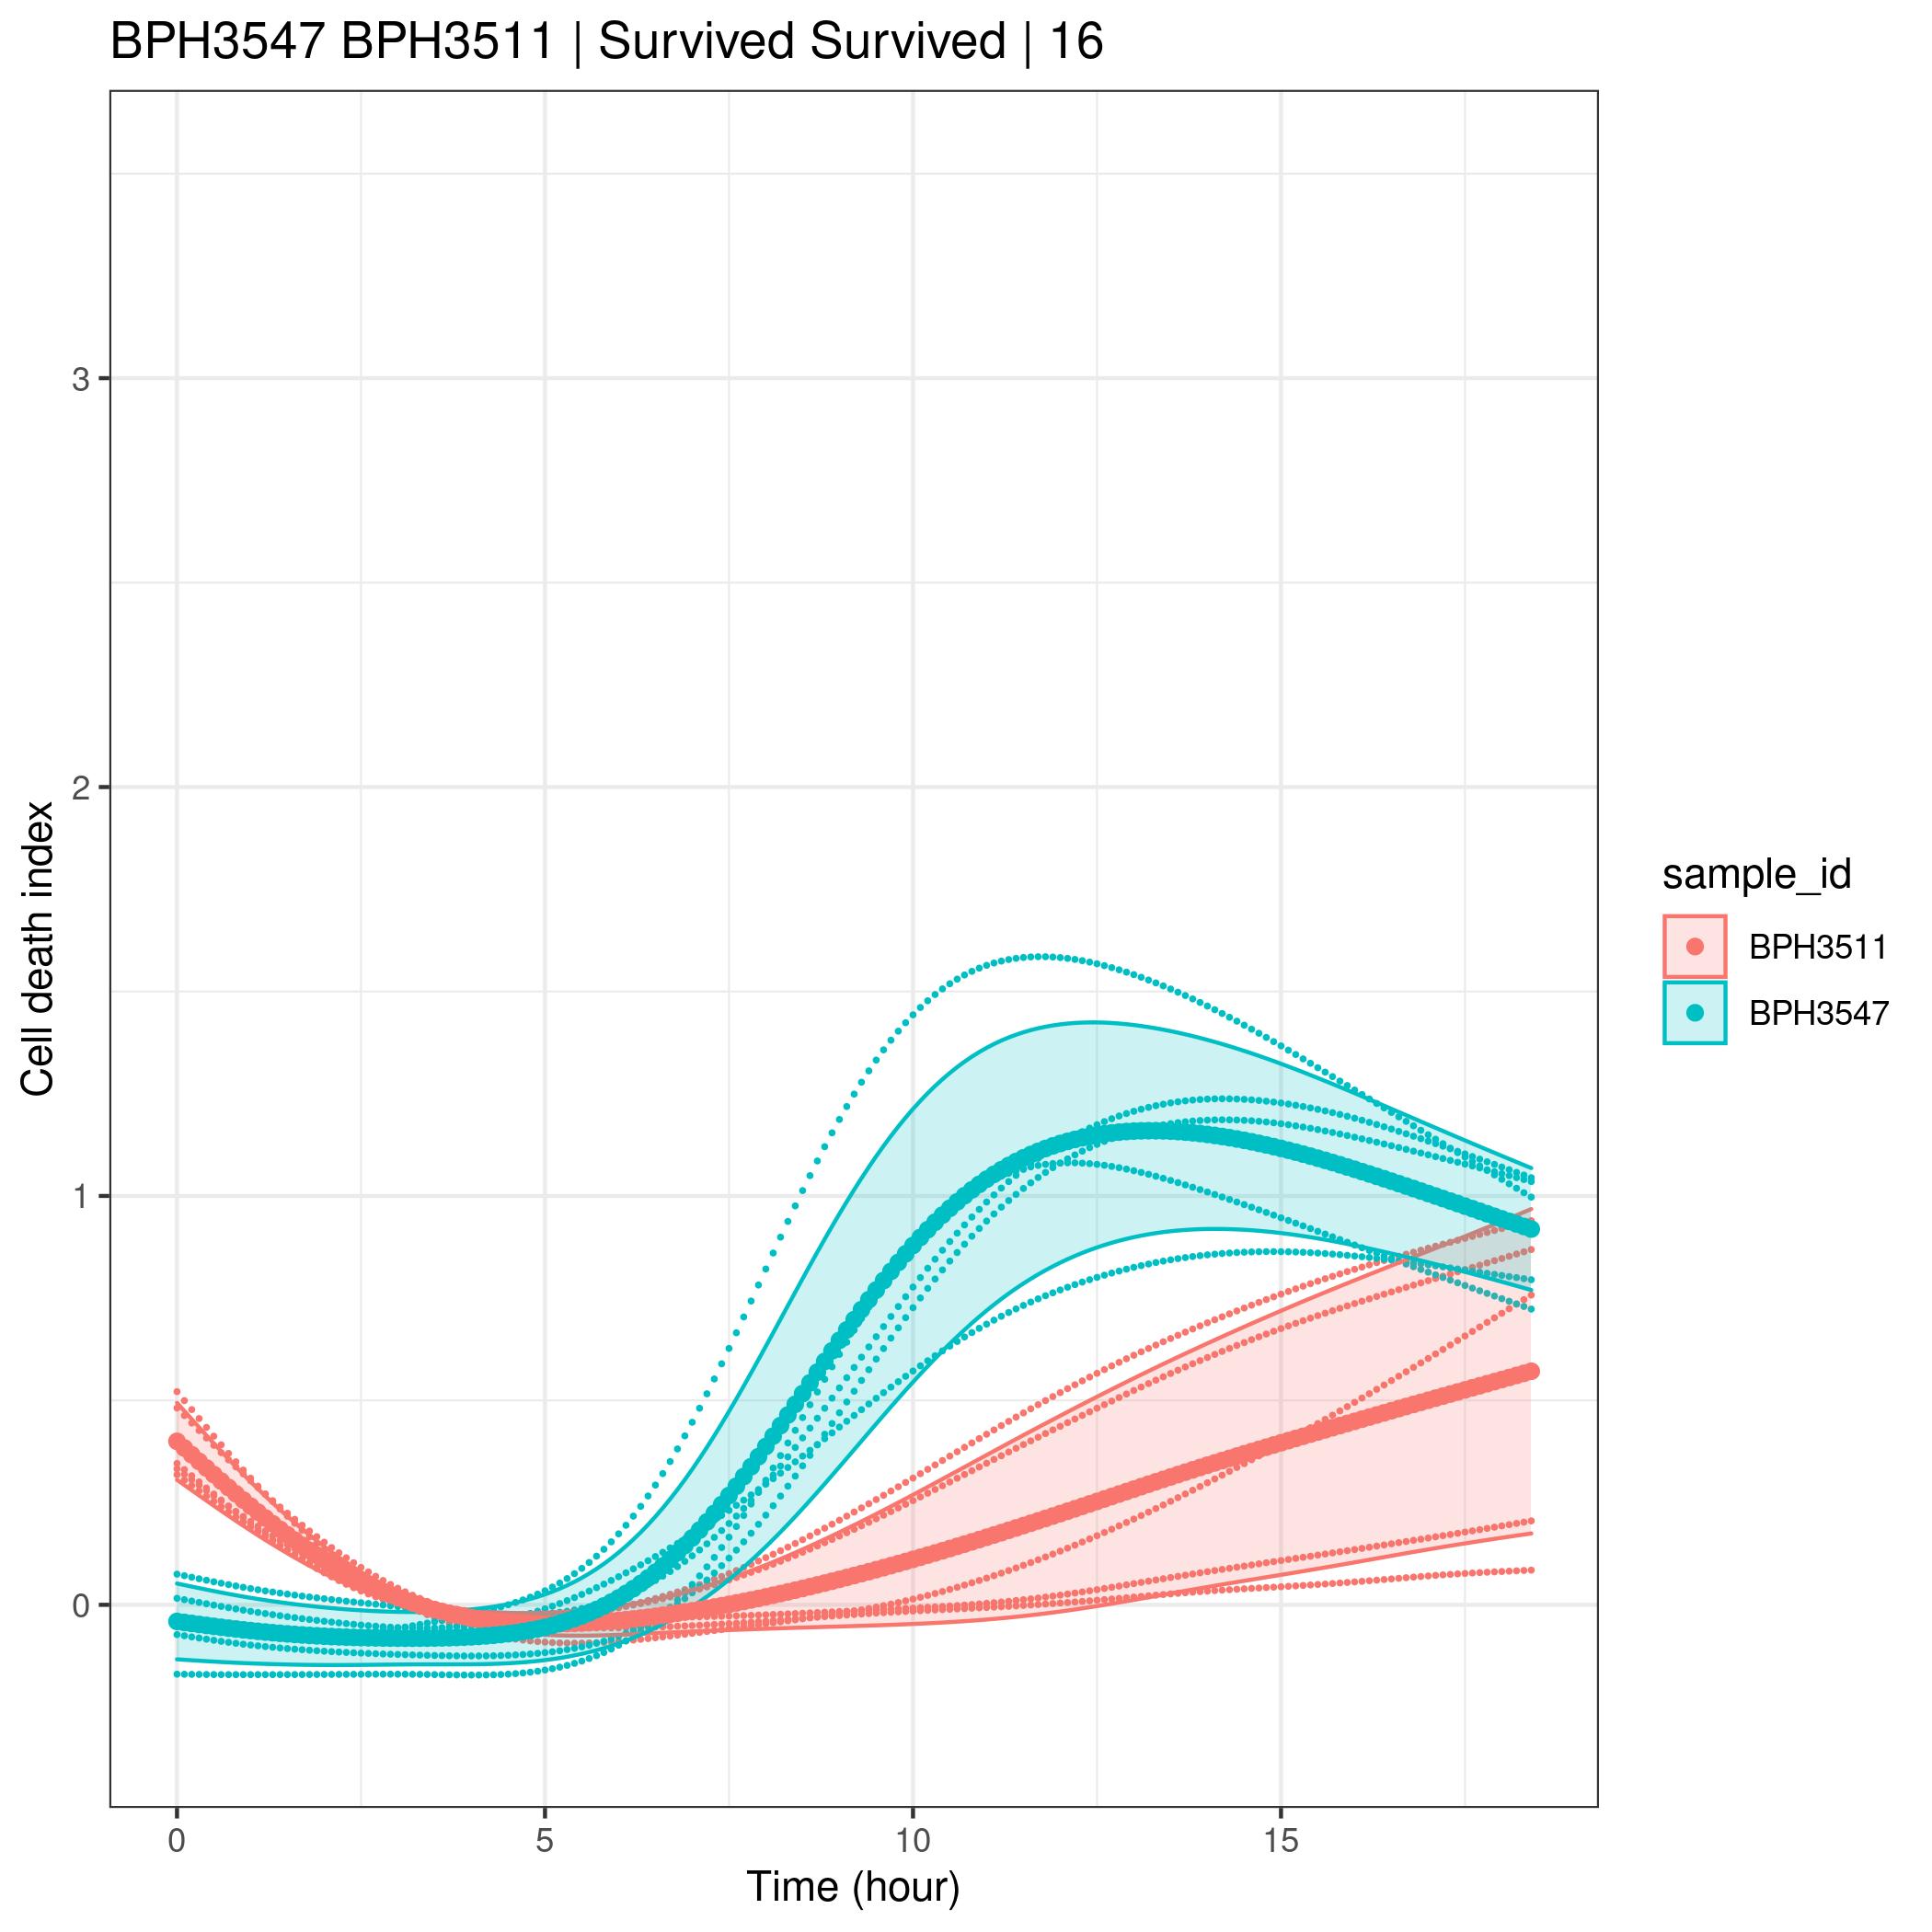 BPH3547 BPH3511 | Survived Survived | 16
Cell death index
3
2
1
0
0 5 10 15
Time (hour)
sample_id
BPH3511
BPH3547